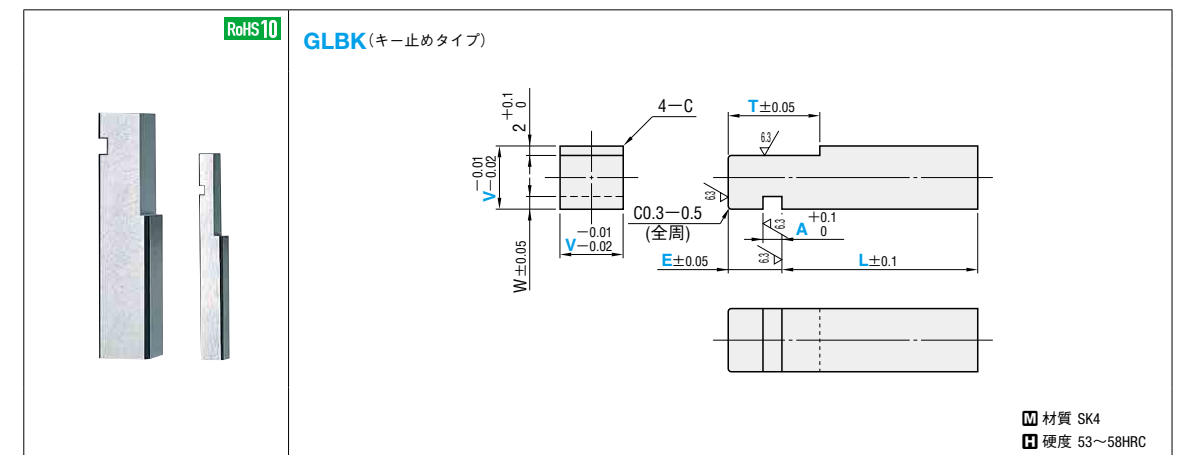 RoHS10
GLBK(キー止めタイプ)
2 +0.1 0
4-C
T±0.05
6.3
V -0.01 -0.02
6.3
C0.3-0.5
(全周)
6.3
A +0.1 0
V -0.01 -0.02
W±0.05
E±0.05
6.3
L±0.1
M 材質 SK4
H 硬度 53〜58HRC